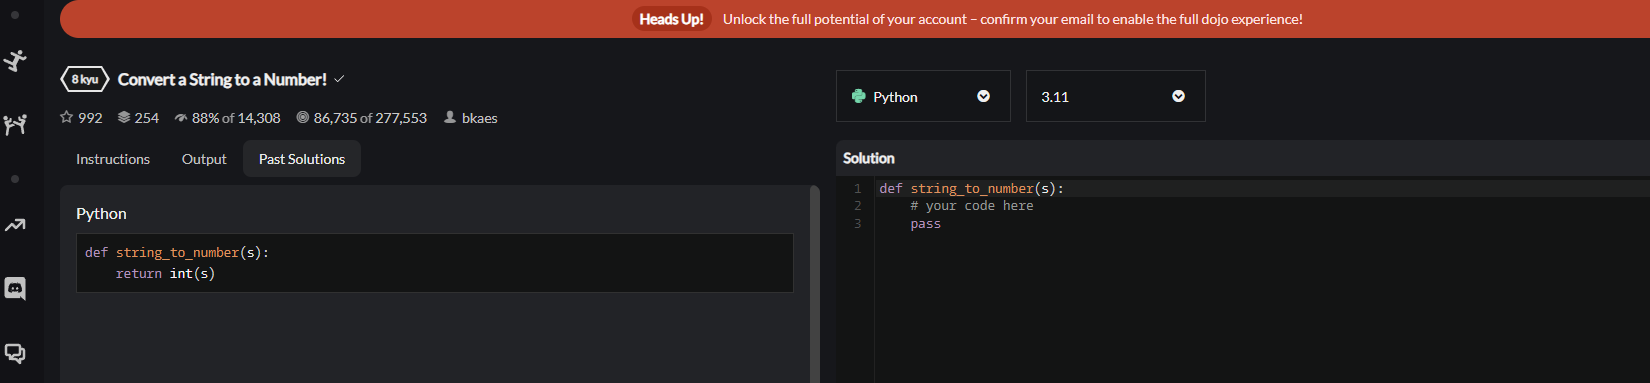 Heads Up! Unlock the full potential of your account – confirm your email to enable the full dojo experience!
8 kyu Convert a String to a Number!
992 254 88% of 14,308 86,735 of 277,553 bkaes
Instructions Output Past Solutions
Python
def string_to_number(s):
    return int(s)
Python 3.11
Solution
1 def string_to_number(s):
2     # your code here
3     pass